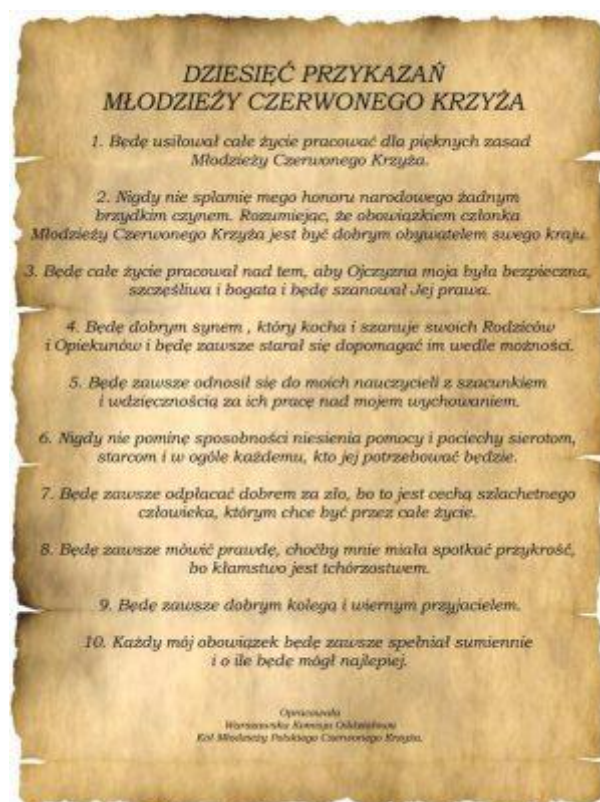 DZIESIĘĆ PRZYKAZAŃ
MŁODZIEŻY CZERWONEGO KRZYŻA
1. Będę usiłował całe życie pracować dla pięknych zasad
Młodzieży Czerwonego Krzyża.
2. Nigdy nie splamię mego honoru narodowego żadnym
brzydkim czynem. Rozumiejąc, że obowiązkiem członka
Młodzieży Czerwonego Krzyża jest być dobrym obywatelem swego kraju.
3. Będę całe życie pracował nad tem, aby Ojczyzna moja była bezpieczna,
szczęśliwa i bogata i będę szanował Jej prawa.
4. Będę dobrym synem , który kocha i szanuje swoich Rodziców
i Opiekunów i będę zawsze starał się dopomagać im wedle możności.
5. Będę zawsze odnosił się do moich nauczycieli z szacunkiem
i wdzięcznością za ich pracę nad mojem wychowaniem.
6. Nigdy nie pominę sposobności niesienia pomocy i pociechy sierotom,
starcom i w ogóle każdemu, kto jej potrzebować będzie.
7. Będę zawsze odpłacać dobrem za zło, bo to jest cechą szlachetnego
człowieka, którym chce być przez całe życie.
8. Będę zawsze mówić prawdę, choćby mnie miała spotkać przykrość,
bo kłamstwo jest tchórzostwem.
9. Będę zawsze dobrym kolegą i wiernym przyjacielem.
10. Każdy mój obowiązek będę zawsze spełniał sumiennie
i o ile będę mógł najlepiej.
Opracowała
Warszawska Komisja Oddziałowa
Kół Młodzieży Polskiego Czerwonego Krzyża.